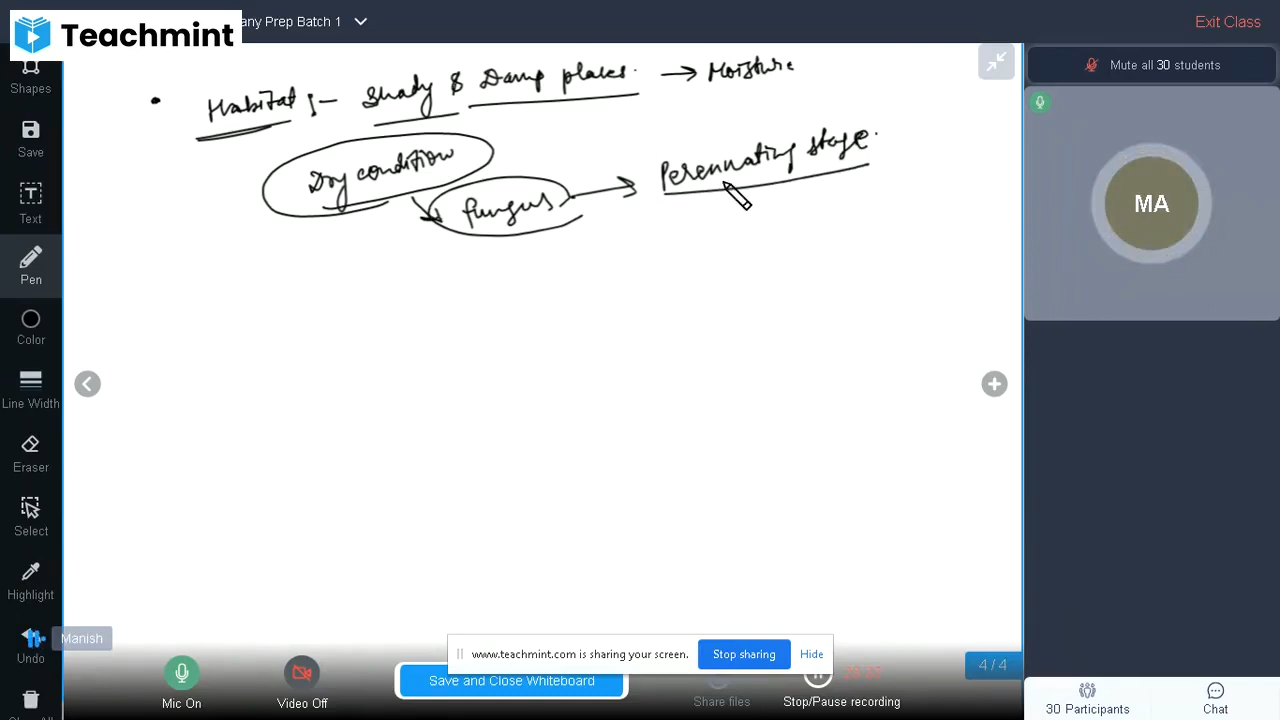 Teachmint
any Prep Batch 1
Exit Class
Shapes
Save
Text
Pen
Color
Line Width
Eraser
Select
Highlight
Undo
Manish
Habitat :- Shady & Damp places. → Moisture
Dry condition
fungus → Perennating stage.
Mute all 30 students
MA
www.teachmint.com is sharing your screen.
Stop sharing
Hide
4 / 4
Mic On
Video Off
Save and Close Whiteboard
Share files
Stop/Pause recording
30 Participants
Chat